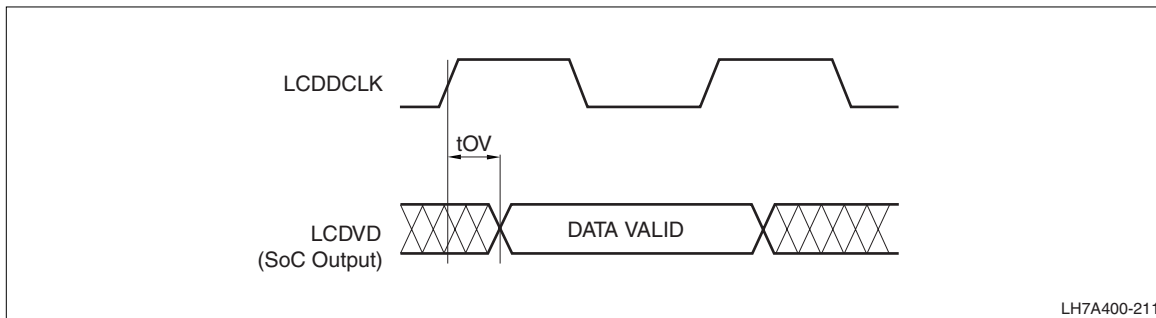 LCDDCLK
tOV
LCDVD
(SoC Output)
DATA VALID
LH7A400-211